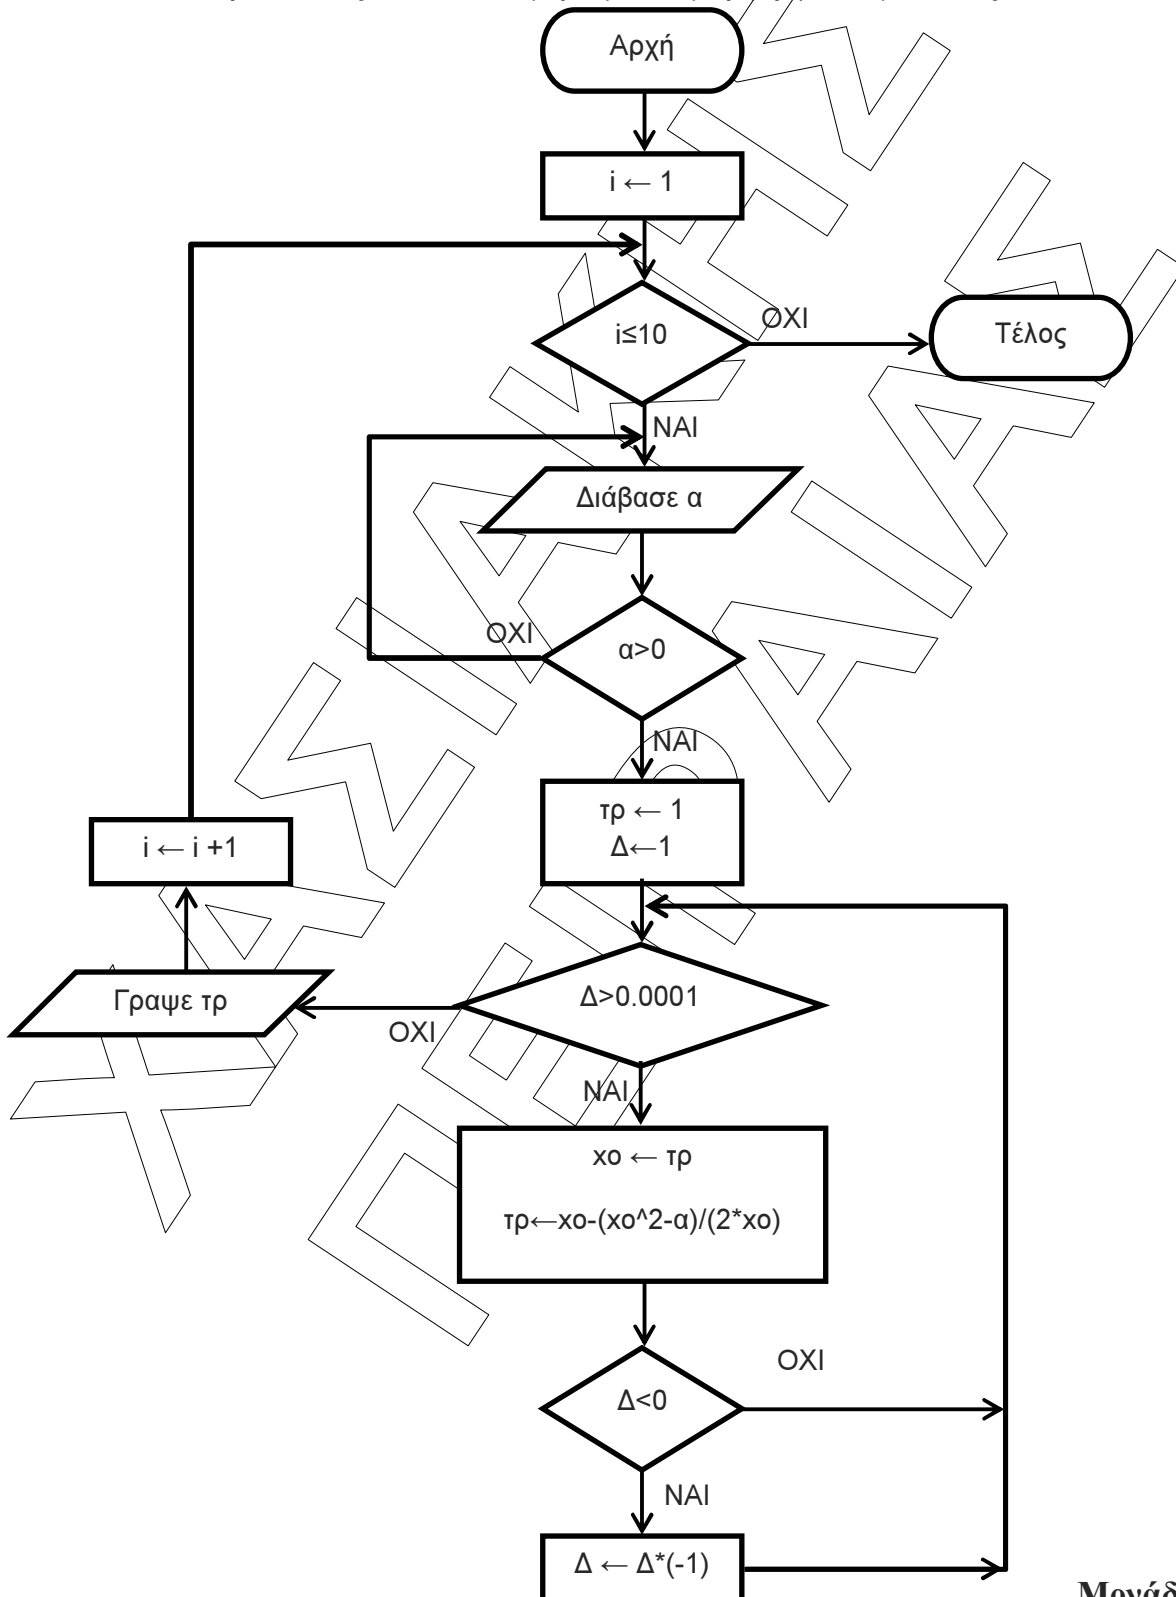 Αρχή
i ← 1
i≤10
ΟΧΙ
Τέλος
ΝΑΙ
Διάβασε α
ΟΧΙ
α>0
ΝΑΙ
τρ ← 1
Δ←1
i ← i +1
Δ>0.0001
Γραψε τρ
ΟΧΙ
ΝΑΙ
xo ← τρ
τρ←xo-(xo^2-α)/(2*xo)
ΟΧΙ
Δ<0
ΝΑΙ
Δ ← Δ*(-1)